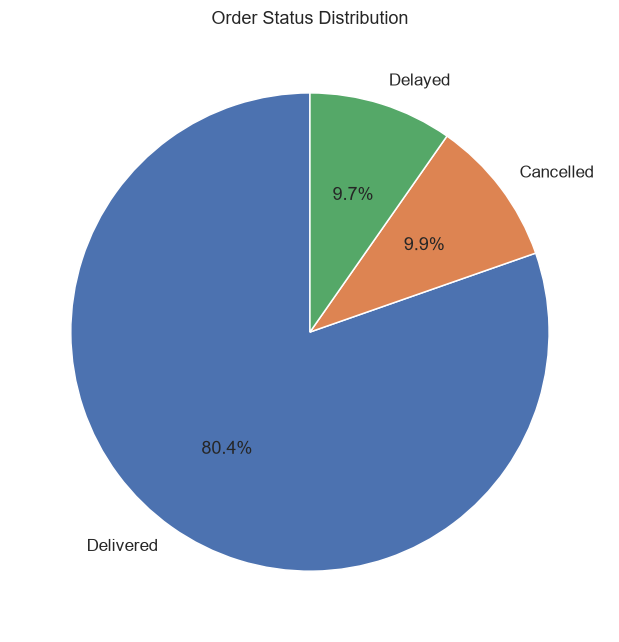 Order Status Distribution
Delayed
Cancelled
9.7%
9.9%
80.4%
Delivered